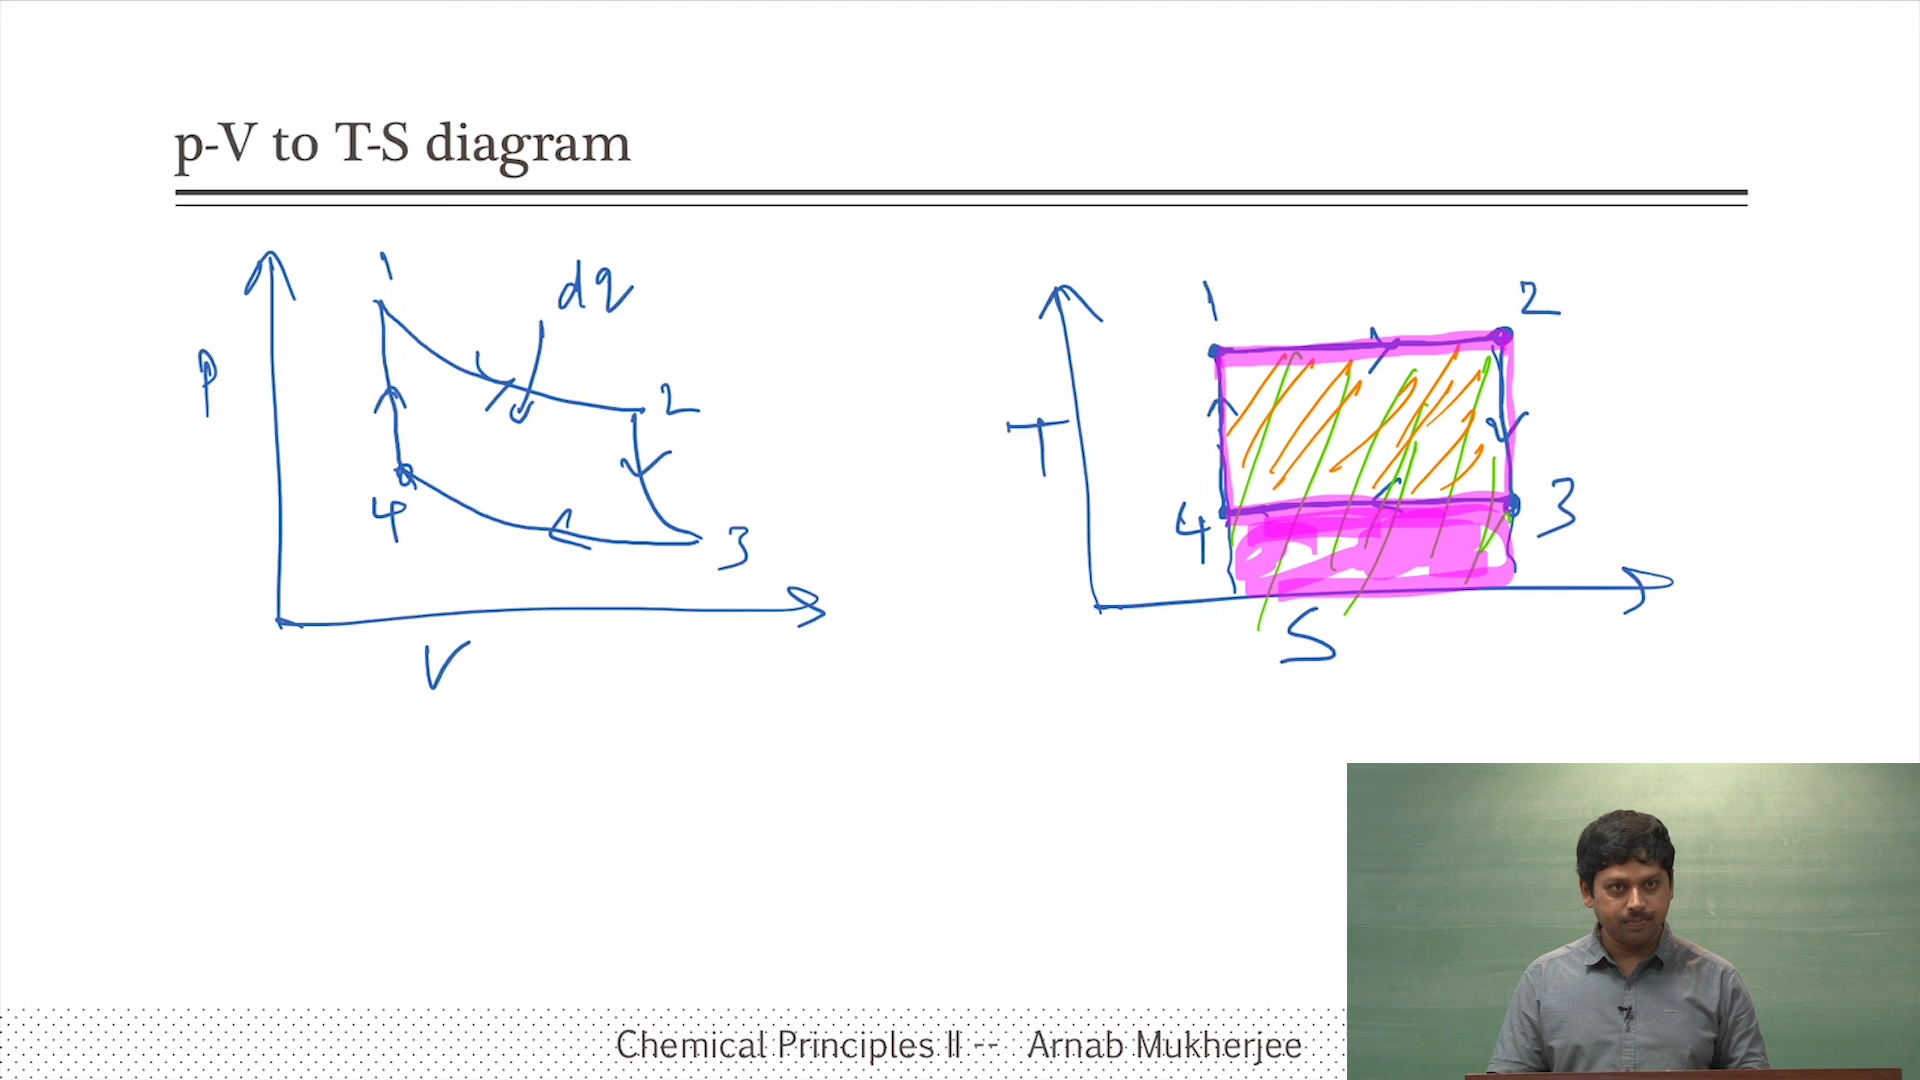 p-V to T-S diagram
1
dq
p
2
4
3
V
1
2
T
4
3
S
Chemical Principles II -- Arnab Mukherjee